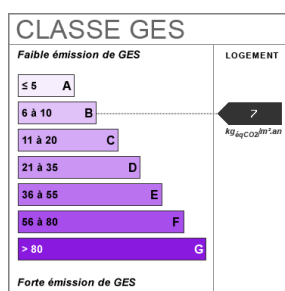 CLASSE GES
Faible émission de GES
LOGEMENT
≤ 5 A
6 à 10 B
7
kgéqCO2/m².an
11 à 20 C
21 à 35 D
36 à 55 E
56 à 80 F
> 80 G
Forte émission de GES